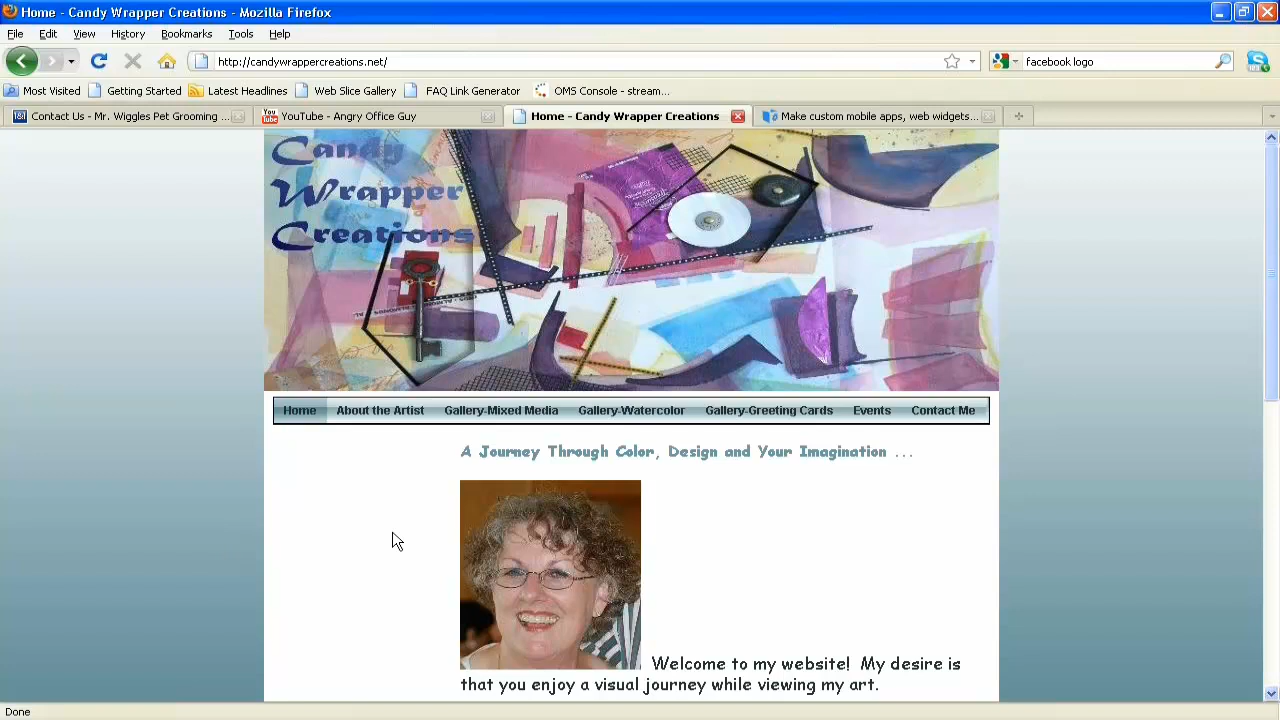 Home - Candy Wrapper Creations - Mozilla Firefox
File Edit View History Bookmarks Tools Help
http://candywrappercreations.net/ facebook logo
Most Visited Getting Started Latest Headlines Web Slice Gallery FAQ Link Generator OMS Console - stream...
Contact Us - Mr. Wiggles Pet Grooming ... YouTube - Angry Office Guy Home - Candy Wrapper Creations Make custom mobile apps, web widgets...
Candy
Wrapper
Creations
Home About the Artist Gallery-Mixed Media Gallery-Watercolor Gallery-Greeting Cards Events Contact Me
A Journey Through Color, Design and Your Imagination ...
Welcome to my website! My desire is
that you enjoy a visual journey while viewing my art.
Done